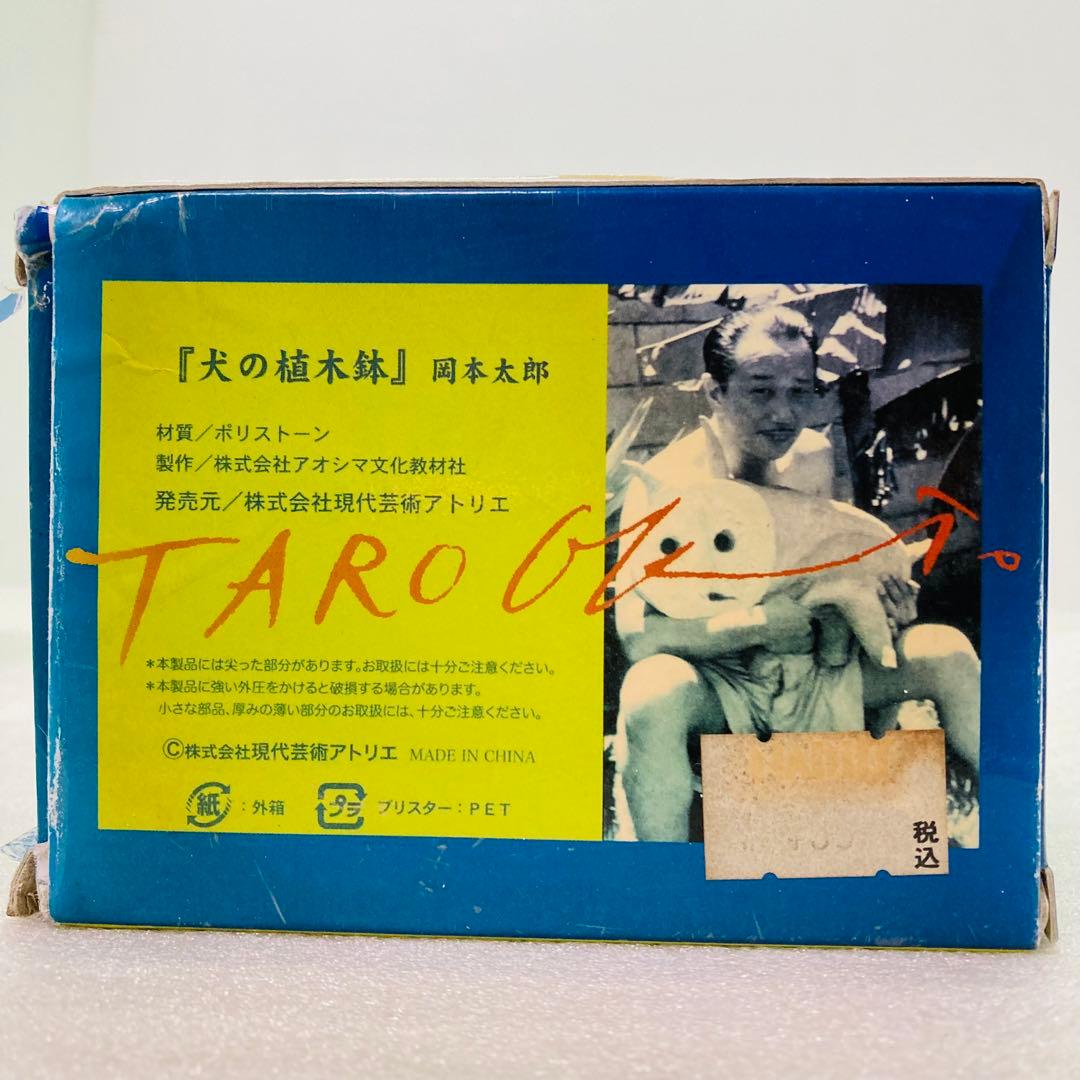 『犬の植木鉢』 岡本太郎
材質／ポリストーン
製作／株式会社アオシマ文化教材社
発売元／株式会社現代芸術アトリエ
TARO
＊本製品には尖った部分があります。お取扱には十分ご注意ください。
＊本製品に強い外圧をかけると破損する場合があります。
小さな部品、厚みの薄い部分のお取扱には、十分ご注意ください。
©株式会社現代芸術アトリエ MADE IN CHINA
紙：外箱 プラ ブリスター：PET
税込